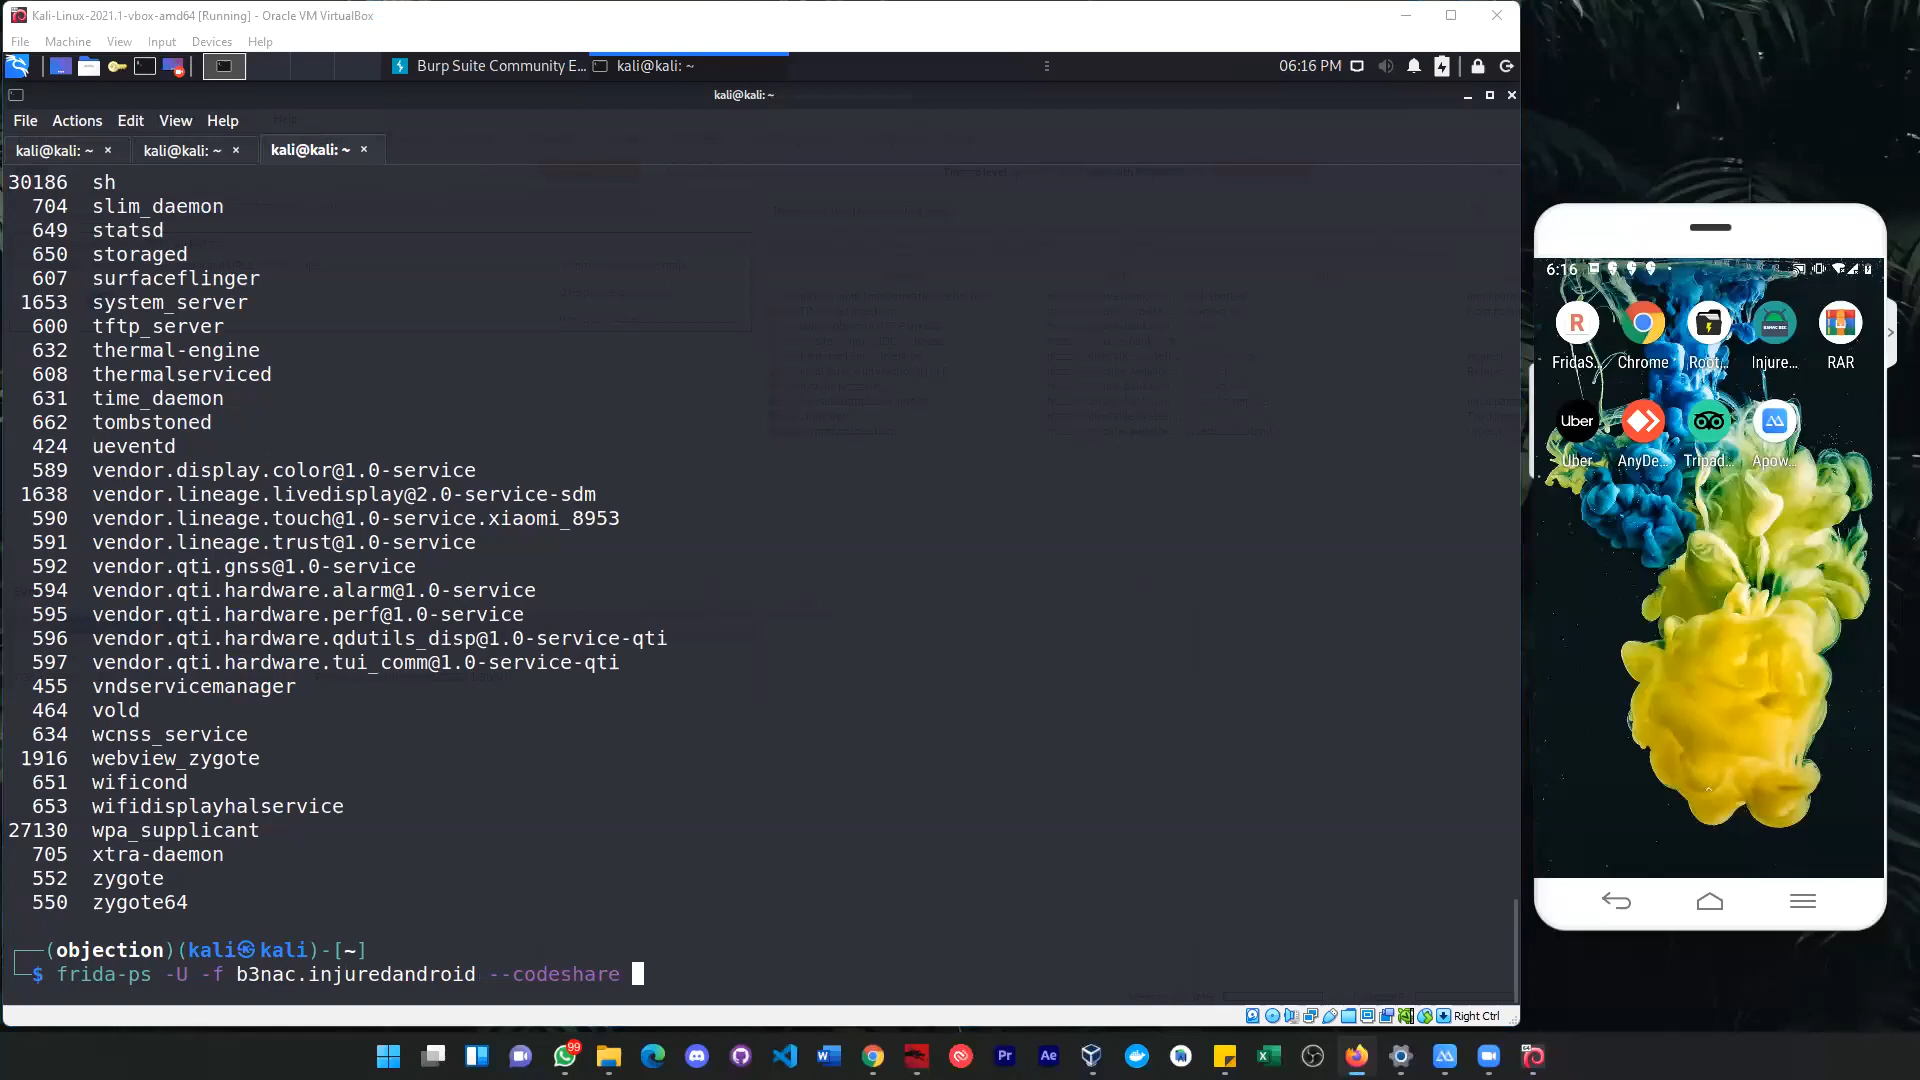 Kali-Linux-2021.1-vbox-amd64 [Running] - Oracle VM VirtualBox
File Machine View Input Devices Help
Burp Suite Community E... kali@kali: ~ 06:16 PM
kali@kali: ~
File Actions Edit View Help
kali@kali: ~ × kali@kali: ~ × kali@kali: ~ ×
30186 sh
704 slim_daemon
649 statsd
650 storaged
607 surfaceflinger
1653 system_server
600 tftp_server
632 thermal-engine
608 thermalserviced
631 time_daemon
662 tombstoned
424 ueventd
589 vendor.display.color@1.0-service
1638 vendor.lineage.livedisplay@2.0-service-sdm
590 vendor.lineage.touch@1.0-service.xiaomi_8953
591 vendor.lineage.trust@1.0-service
592 vendor.qti.gnss@1.0-service
594 vendor.qti.hardware.alarm@1.0-service
595 vendor.qti.hardware.perf@1.0-service
596 vendor.qti.hardware.qdutils_disp@1.0-service-qti
597 vendor.qti.hardware.tui_comm@1.0-service-qti
455 vndservicemanager
464 vold
634 wcnss_service
1916 webview_zygote
651 wificond
653 wifidisplayhalservice
27130 wpa_supplicant
705 xtra-daemon
552 zygote
550 zygote64
(objection)(kali㉿kali)-[~]
$ frida-ps -U -f b3nac.injuredandroid --codeshare
Right Ctrl
6:16
R
FridaS... Chrome Root... Injure... RAR
Uber
Uber AnyDe... Tripad... Apow...
99
Pr Ae